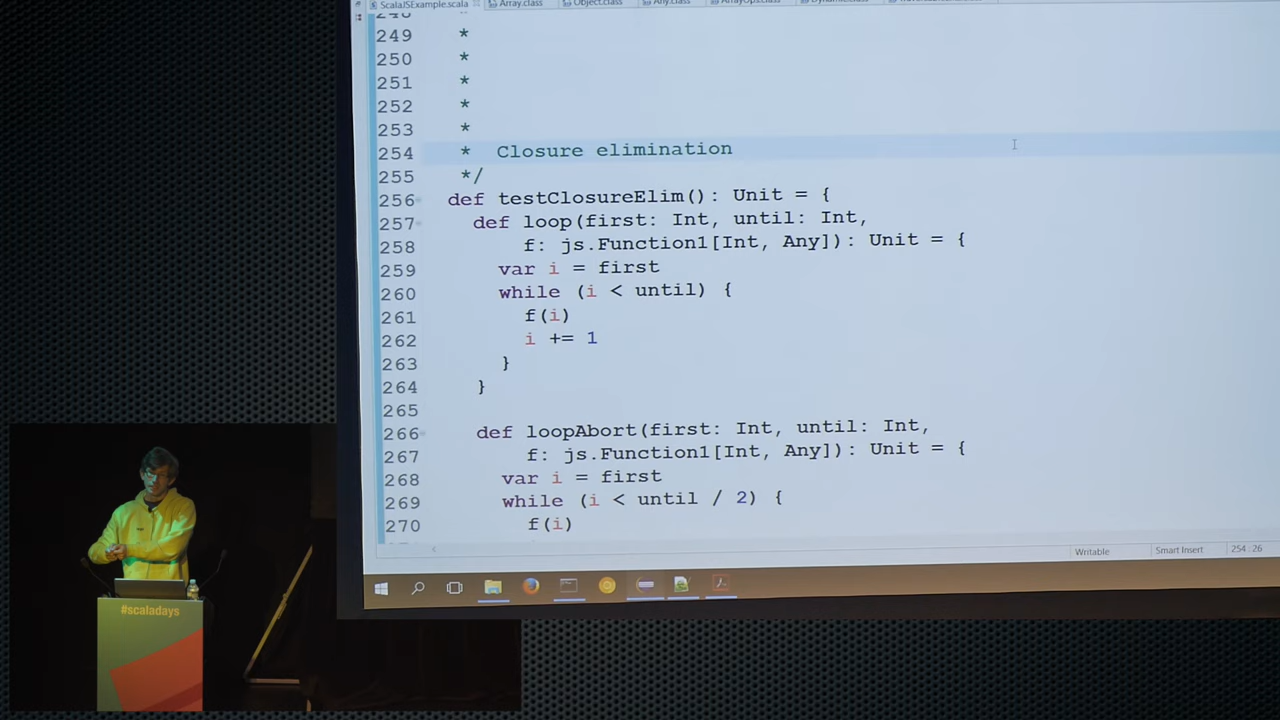 ScalaJSExample.scala Array.class Object.class Any.class
249 *
250 *
251 *
252 *
253 *
254 * Closure elimination
255 */
256 def testClosureElim(): Unit = {
257 def loop(first: Int, until: Int,
258 f: js.Function1[Int, Any]): Unit = {
259 var i = first
260 while (i < until) {
261 f(i)
262 i += 1
263 }
264 }
265
266 def loopAbort(first: Int, until: Int,
267 f: js.Function1[Int, Any]): Unit = {
268 var i = first
269 while (i < until / 2) {
270 f(i)
Writable Smart Insert 254 : 26
#scaladays